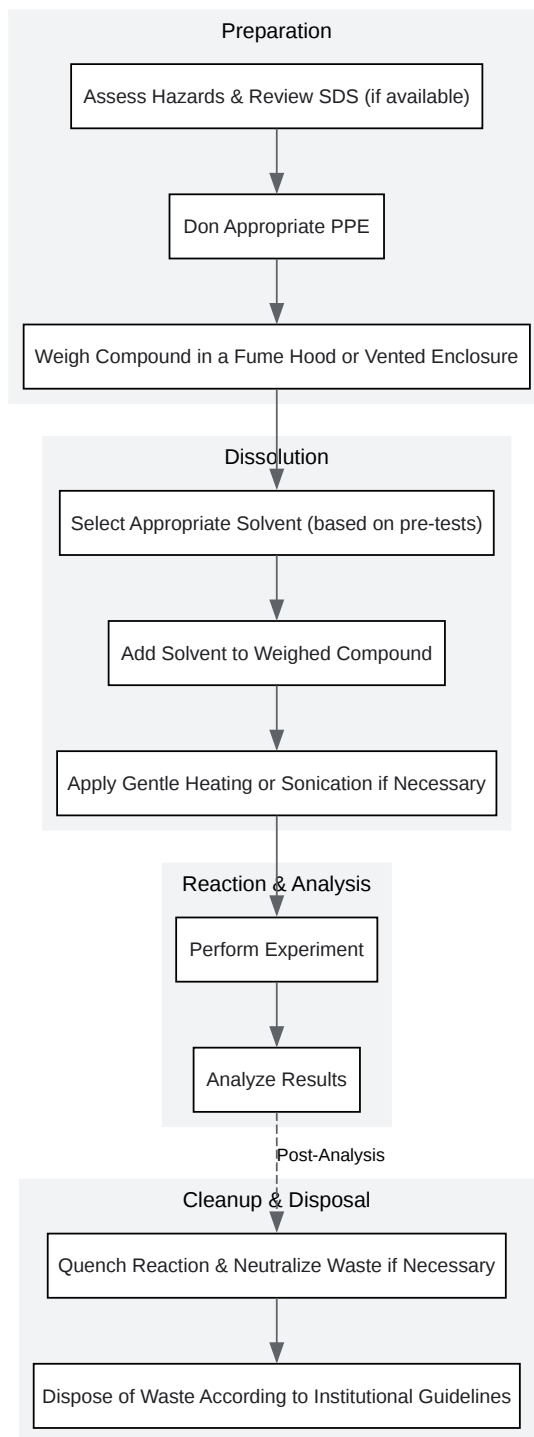 Preparation
Assess Hazards & Review SDS (if available)
Don Appropriate PPE
Weigh Compound in a Fume Hood or Vented Enclosure
Dissolution
Select Appropriate Solvent (based on pre-tests)
Add Solvent to Weighed Compound
Apply Gentle Heating or Sonication if Necessary
Reaction & Analysis
Perform Experiment
Analyze Results
Post-Analysis
Cleanup & Disposal
Quench Reaction & Neutralize Waste if Necessary
Dispose of Waste According to Institutional Guidelines